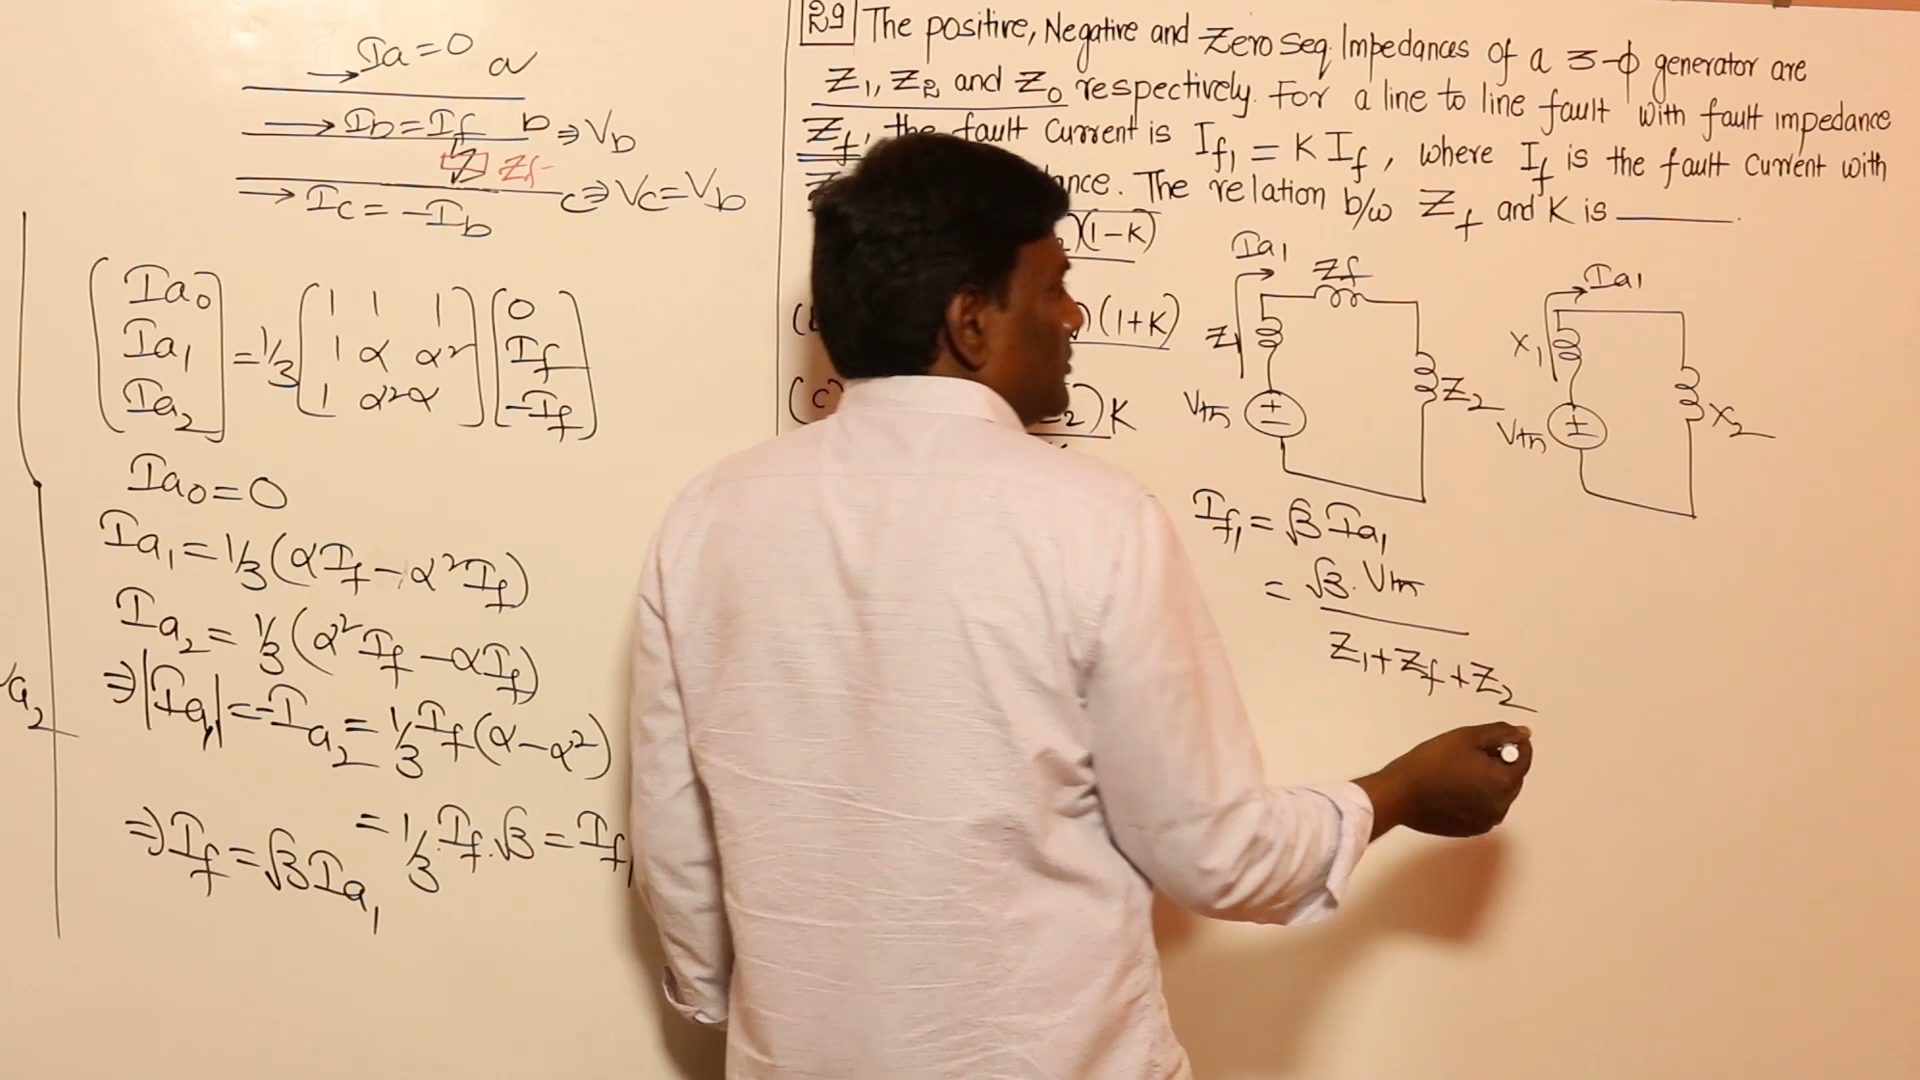 Ia = 0 a
Ib = If b ⇒ Vb
Zf
Ic = -Ib c ⇒ Vc = Vb
[Ia0 Ia1 Ia2] = 1/3 [1 1 1; 1 α α²; 1 α² α] [0 If -If]
Ia0 = 0
Ia1 = 1/3 (αIf - α²If)
Ia2 = 1/3 (α²If - αIf)
⇒ |Ia1| = -Ia2 = 1/3 If (α - α²)
= 1/3 · If · √3 = If
⇒ If = √3 Ia1
a2
29 The positive, Negative and Zero seq. Impedances of a 3-ϕ generator are
Z1, Z2 and Z0 respectively. For a line to line fault with fault impedance
Zf, the fault current is If1 = K If, where If is the fault current with
The relation b/w Zf and K is ______.
)(1-K)
)(1+K)
(c) 2)K
Ia1
Zf
Z1
Vth
Z2
Ia1
X1
Vth
X2
If1 = √3 Ia1
= √3 · Vth
Z1 + Zf + Z2